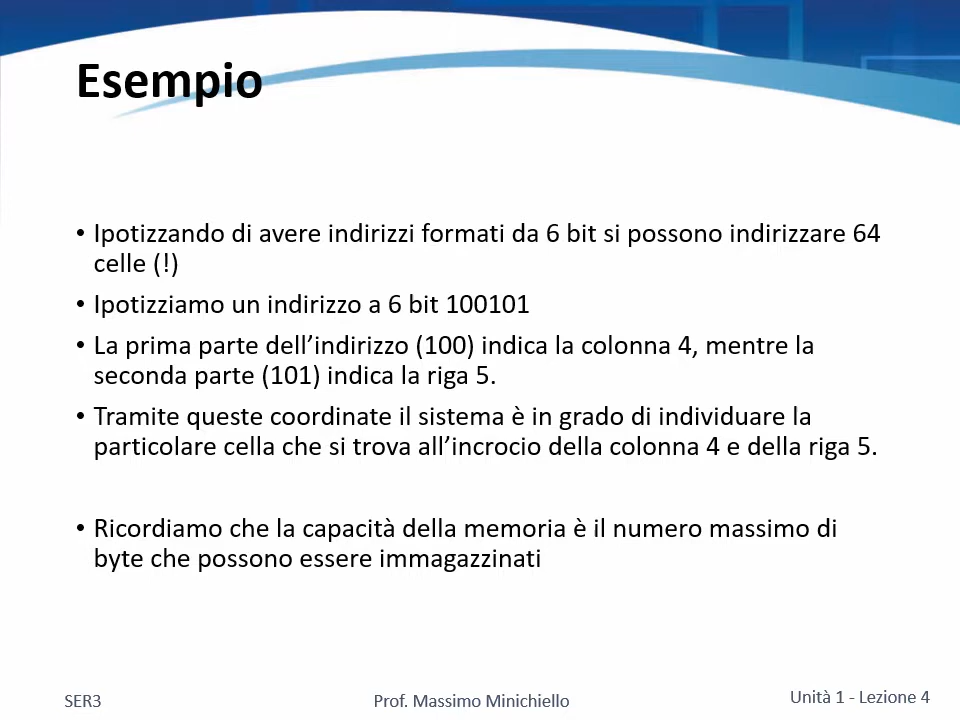 Esempio
• Ipotizzando di avere indirizzi formati da 6 bit si possono indirizzare 64
celle (!)
• Ipotizziamo un indirizzo a 6 bit 100101
• La prima parte dell’indirizzo (100) indica la colonna 4, mentre la
seconda parte (101) indica la riga 5.
• Tramite queste coordinate il sistema è in grado di individuare la
particolare cella che si trova all’incrocio della colonna 4 e della riga 5.
• Ricordiamo che la capacità della memoria è il numero massimo di
byte che possono essere immagazzinati
SER3
Prof. Massimo Minichiello
Unità 1 - Lezione 4